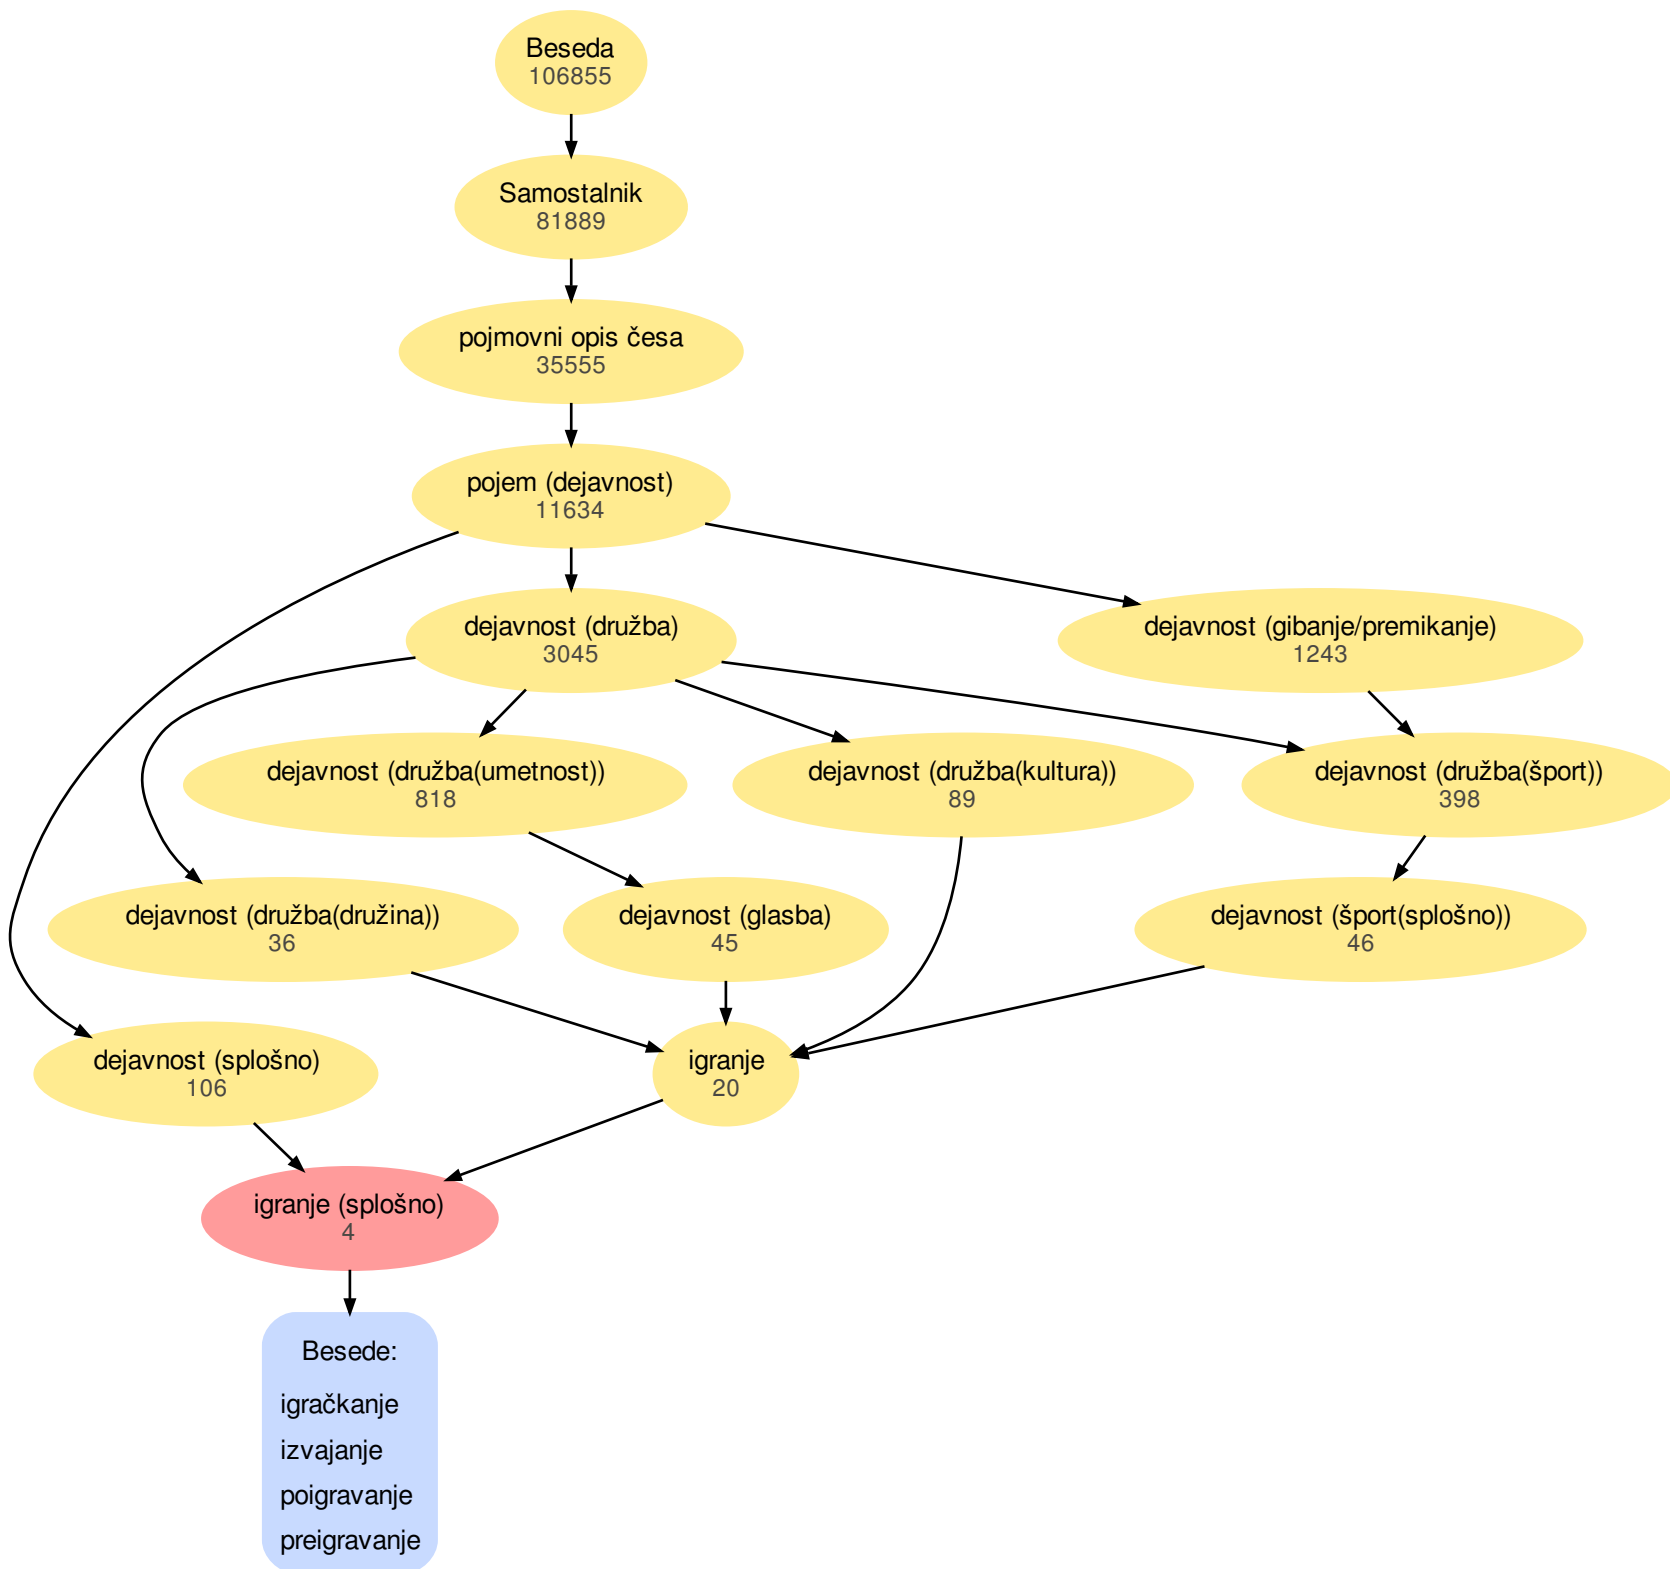 Beseda
106855
Samostalnik
81889
pojmovni opis česa
35555
pojem (dejavnost)
11634
dejavnost (družba)
3045
dejavnost (gibanje/premikanje)
1243
dejavnost (družba(umetnost))
818
dejavnost (družba(kultura))
89
dejavnost (družba(šport))
398
dejavnost (družba(družina))
36
dejavnost (glasba)
45
dejavnost (šport(splošno))
46
dejavnost (splošno)
106
igranje
20
igranje (splošno)
4
Besede:
igračkanje
izvajanje
poigravanje
preigravanje